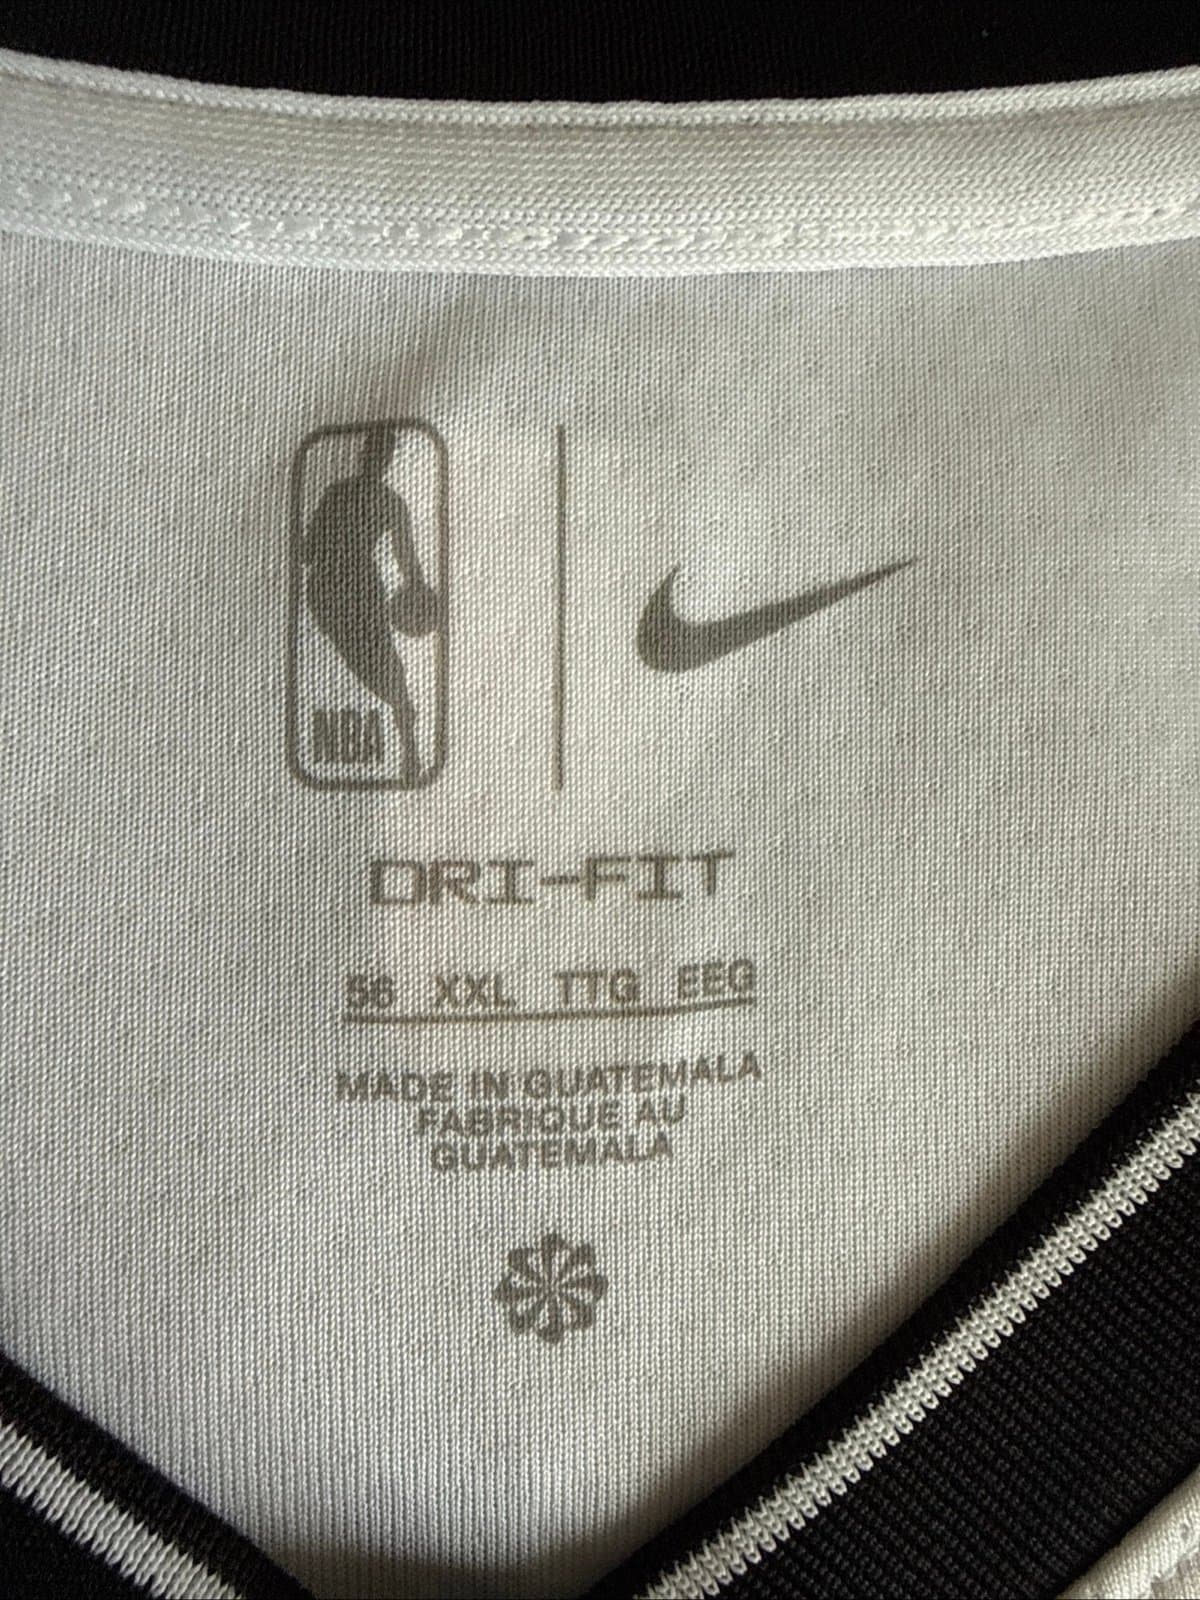 NBA
DRI-FIT
56 XXL TTG EEG
MADE IN GUATEMALA
FABRIQUE AU
GUATEMALA